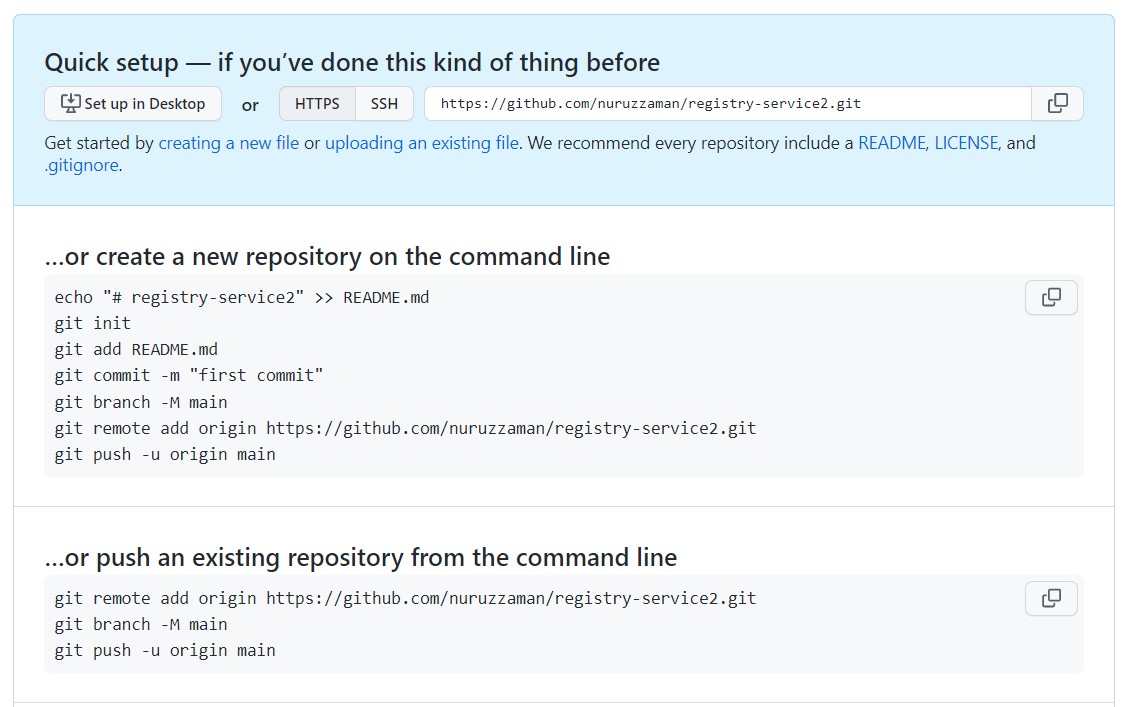 Quick setup — if you’ve done this kind of thing before
Set up in Desktop or HTTPS SSH https://github.com/nuruzzaman/registry-service2.git
Get started by creating a new file or uploading an existing file. We recommend every repository include a README, LICENSE, and
.gitignore.
…or create a new repository on the command line
echo "# registry-service2" >> README.md
git init
git add README.md
git commit -m "first commit"
git branch -M main
git remote add origin https://github.com/nuruzzaman/registry-service2.git
git push -u origin main
…or push an existing repository from the command line
git remote add origin https://github.com/nuruzzaman/registry-service2.git
git branch -M main
git push -u origin main